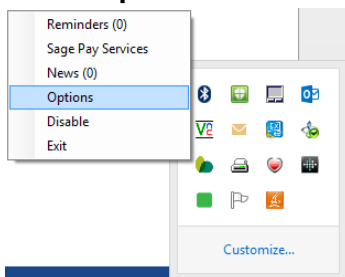 Reminders (0)
Sage Pay Services
News (0)
Options
Disable
Exit
Customize...